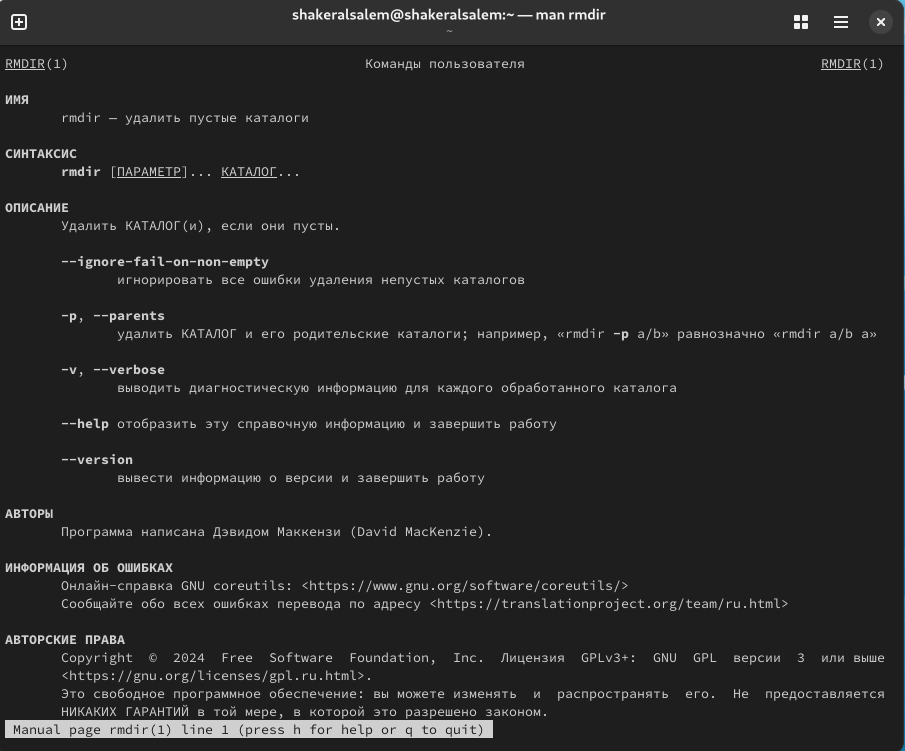 shakeralsalem@shakeralsalem:~ — man rmdir
~
RMDIR(1) Команды пользователя RMDIR(1)
ИМЯ
rmdir — удалить пустые каталоги
СИНТАКСИС
rmdir [ПАРАМЕТР]... КАТАЛОГ...
ОПИСАНИЕ
Удалить КАТАЛОГ(и), если они пусты.
--ignore-fail-on-non-empty
игнорировать все ошибки удаления непустых каталогов
-p, --parents
удалить КАТАЛОГ и его родительские каталоги; например, «rmdir -p a/b» равнозначно «rmdir a/b a»
-v, --verbose
выводить диагностическую информацию для каждого обработанного каталога
--help отобразить эту справочную информацию и завершить работу
--version
вывести информацию о версии и завершить работу
АВТОРЫ
Программа написана Дэвидом Маккензи (David MacKenzie).
ИНФОРМАЦИЯ ОБ ОШИБКАХ
Онлайн-справка GNU coreutils: <https://www.gnu.org/software/coreutils/>
Сообщайте обо всех ошибках перевода по адресу <https://translationproject.org/team/ru.html>
АВТОРСКИЕ ПРАВА
Copyright © 2024 Free Software Foundation, Inc. Лицензия GPLv3+: GNU GPL версии 3 или выше
<https://gnu.org/licenses/gpl.ru.html>.
Это свободное программное обеспечение: вы можете изменять и распространять его. Не предоставляется
НИКАКИХ ГАРАНТИЙ в той мере, в которой это разрешено законом.
Manual page rmdir(1) line 1 (press h for help or q to quit)